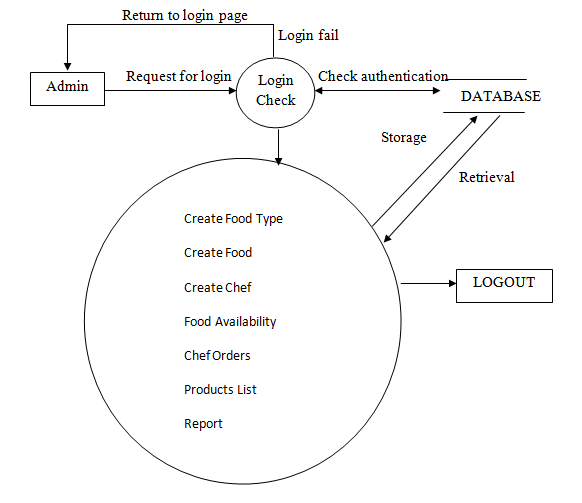 Return to login page
Login fail
Admin
Request for login
Login
Check
Check authentication
DATABASE
Storage
Retrieval
Create Food Type
Create Food
Create Chef
Food Availability
Chef Orders
Products List
Report
LOGOUT